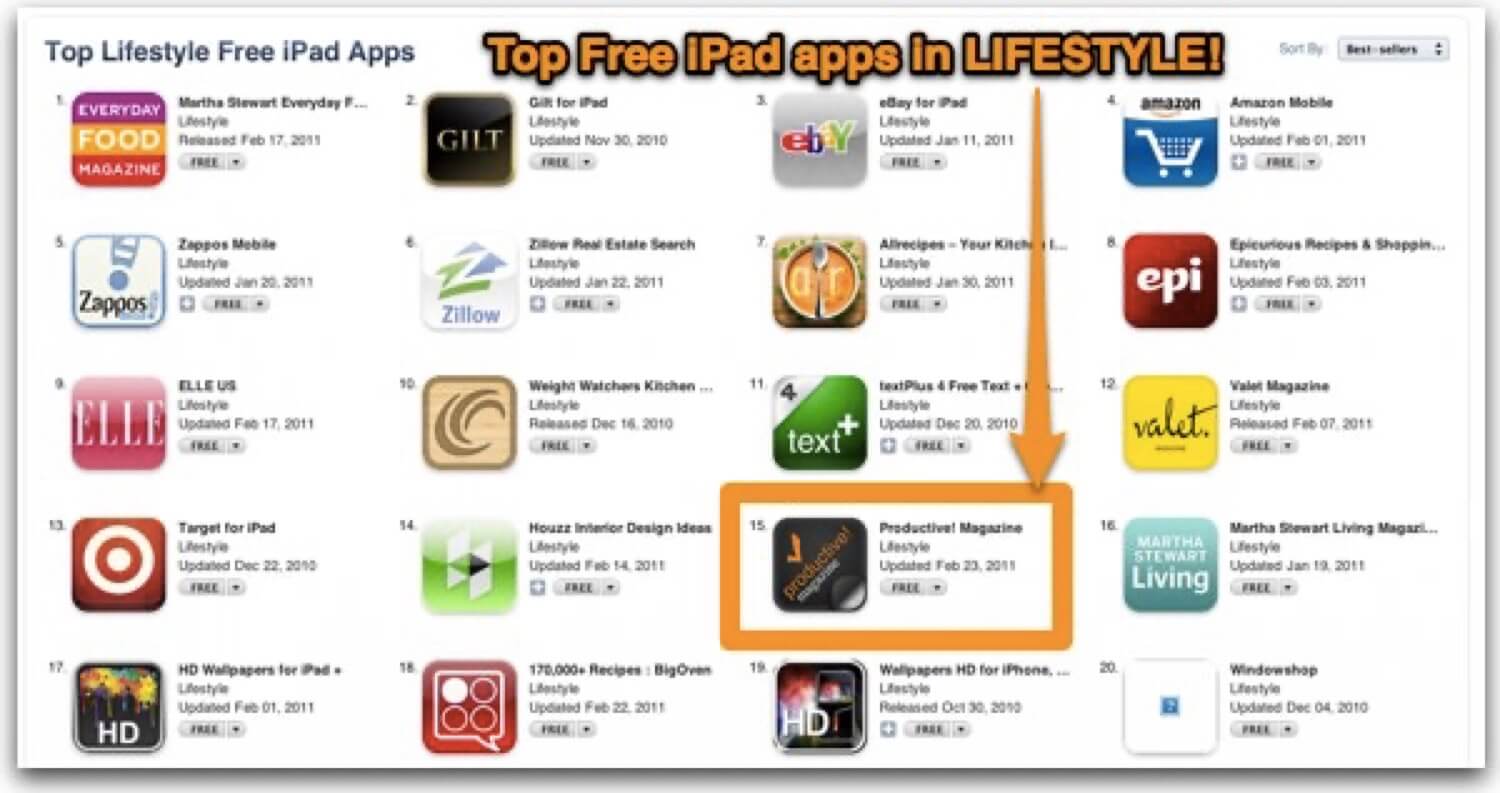 Top Lifestyle Free iPad Apps
Top Free iPad apps in LIFESTYLE!
Sort By: Best-sellers
1.
EVERYDAY
FOOD
MAGAZINE
Martha Stewart Everyday F...
Lifestyle
Released Feb 17, 2011
FREE
2.
GILT
Gilt for iPad
Lifestyle
Updated Nov 30, 2010
FREE
3.
ebaY
eBay for iPad
Lifestyle
Updated Jan 11, 2011
FREE
4.
amazon
Amazon Mobile
Lifestyle
Updated Feb 01, 2011
FREE
5.
Zappos
Zappos Mobile
Lifestyle
Updated Jan 20, 2011
FREE
6.
Zillow
Zillow Real Estate Search
Lifestyle
Updated Jan 22, 2011
FREE
7.
Allrecipes – Your Kitchen I...
Lifestyle
Updated Jan 30, 2011
FREE
8.
epi
Epicurious Recipes & Shoppin...
Lifestyle
Updated Feb 03, 2011
FREE
9.
ELLE
ELLE US
Lifestyle
Updated Feb 17, 2011
FREE
10.
Weight Watchers Kitchen ...
Lifestyle
Released Dec 16, 2010
FREE
11.
4
text+
textPlus 4 Free Text +
Lifestyle
Updated Dec 20, 2010
FREE
12.
valet.
MAGAZINE
Valet Magazine
Lifestyle
Released Feb 07, 2011
FREE
13.
Target for iPad
Lifestyle
Updated Dec 22, 2010
FREE
14.
Houzz Interior Design Ideas
Lifestyle
Updated Feb 14, 2011
FREE
15.
productive!
magazine
Productive! Magazine
Lifestyle
Updated Feb 23, 2011
FREE
16.
MARTHA
STEWART
Living
Martha Stewart Living Magazi...
Lifestyle
Updated Jan 19, 2011
FREE
17.
HD
HD Wallpapers for iPad +
Lifestyle
Updated Feb 01, 2011
FREE
18.
170,000+ Recipes : BigOven
Lifestyle
Updated Feb 22, 2011
FREE
19.
HD
Wallpapers HD for iPhone, ...
Lifestyle
Released Oct 30, 2010
FREE
20.
?
Windowshop
Lifestyle
Updated Dec 04, 2010
FREE